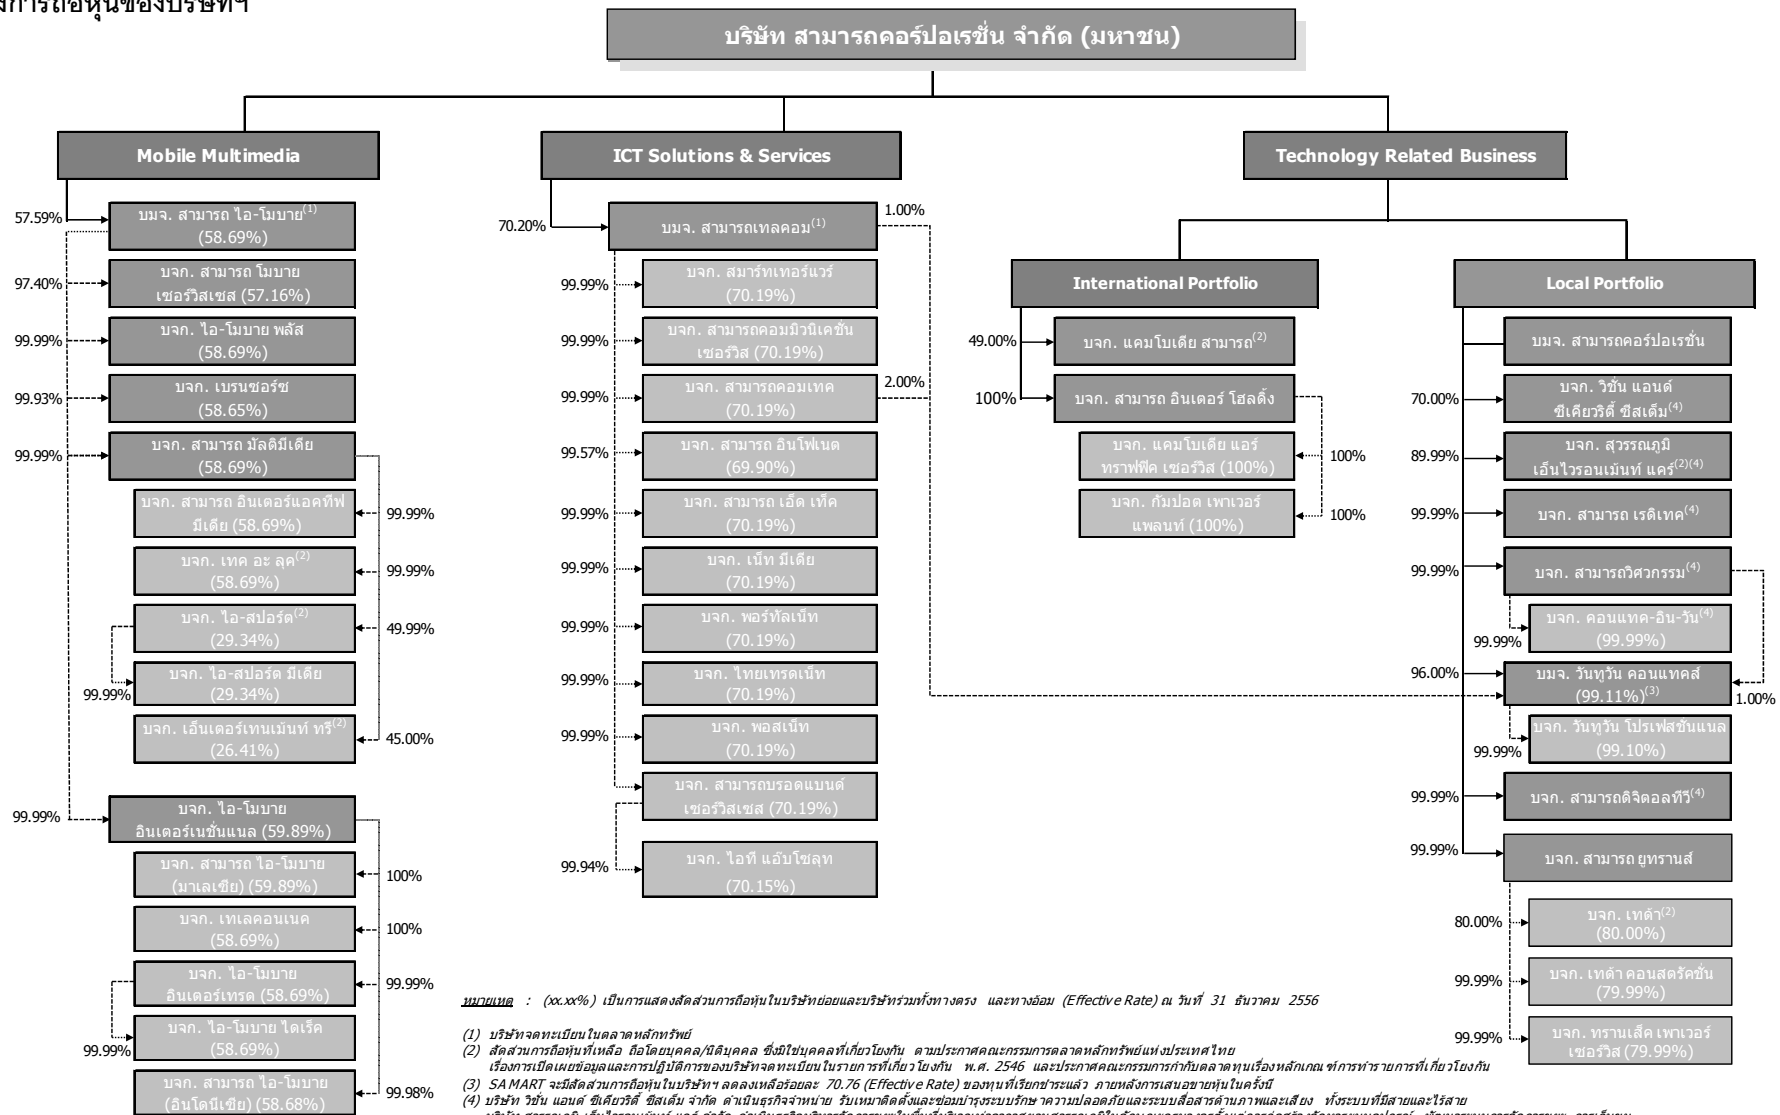 บริษัท สามารถคอร์ปอเรชั่น จำกัด (มหาชน)
Mobile Multimedia
57.59%
บมจ. สามารถ ไอ-โมบาย(1)
(58.69%)
97.40%
บจก. สามารถ โมบาย
เซอร์วิสเซส (57.16%)
99.99%
บจก. ไอ-โมบาย พลัส
(58.69%)
99.93%
บจก. เบรนซอร์ซ
(58.65%)
99.99%
บจก. สามารถ มัลติมีเดีย
(58.69%)
บจก. สามารถ อินเตอร์แอคทีฟ
มีเดีย (58.69%)
99.99%
บจก. เทค อะ ลุค(2)
(58.69%)
99.99%
บจก. ไอ-สปอร์ต(2)
(29.34%)
49.99%
บจก. ไอ-สปอร์ต มีเดีย
(29.34%)
99.99%
บจก. เอ็นเตอร์เทนเม้นท์ ทรี(2)
(26.41%)
45.00%
99.99%
บจก. ไอ-โมบาย
อินเตอร์เนชั่นแนล (59.89%)
บจก. สามารถ ไอ-โมบาย
(มาเลเซีย) (59.89%)
100%
บจก. เทเลคอนเนค
(58.69%)
100%
บจก. ไอ-โมบาย
อินเตอร์เทรด (58.69%)
99.99%
บจก. ไอ-โมบาย ไดเร็ค
(58.69%)
99.99%
บจก. สามารถ ไอ-โมบาย
(อินโดนีเซีย) (58.68%)
99.98%
ICT Solutions & Services
70.20%
บมจ. สามารถเทลคอม(1)
1.00%
99.99%
บจก. สมาร์ทเทอร์แวร์
(70.19%)
99.99%
บจก. สามารถคอมมิวนิเคชั่น
เซอร์วิส (70.19%)
99.99%
บจก. สามารถคอมเทค
(70.19%)
2.00%
99.57%
บจก. สามารถ อินโฟเนต
(69.90%)
99.99%
บจก. สามารถ เอ็ด เท็ค
(70.19%)
99.99%
บจก. เน็ท มีเดีย
(70.19%)
99.99%
บจก. พอร์ทัลเน็ท
(70.19%)
99.99%
บจก. ไทยเทรดเน็ท
(70.19%)
99.99%
บจก. พอสเน็ท
(70.19%)
บจก. สามารถบรอดแบนด์
เซอร์วิสเซส (70.19%)
99.94%
บจก. ไอที แอ๊บโซลุท
(70.15%)
Technology Related Business
International Portfolio
49.00%
บจก. แคมโบเดีย สามารถ(2)
100%
บจก. สามารถ อินเตอร์ โฮลดิ้ง
บจก. แคมโบเดีย แอร์
ทราฟฟิค เซอร์วิส (100%)
100%
บจก. กัมปอต เพาเวอร์
แพลนท์ (100%)
100%
Local Portfolio
บมจ. สามารถคอร์ปอเรชั่น
70.00%
บจก. วิชั่น แอนด์
ซีเคียวริตี้ ซีสเต็ม(4)
89.99%
บจก. สุวรรณภูมิ
เอ็นไวรอนเม้นท์ แคร์(2)(4)
99.99%
บจก. สามารถ เรดิเทค(4)
99.99%
บจก. สามารถวิศวกรรม(4)
บจก. คอนแทค-อิน-วัน(4)
(99.99%)
99.99%
96.00%
บมจ. วันทูวัน คอนแทคส์
(99.11%)(3)
1.00%
บจก. วันทูวัน โปรเฟสชั่นแนล
(99.10%)
99.99%
99.99%
บจก. สามารถดิจิตอลทีวี(4)
99.99%
บจก. สามารถ ยูทรานส์
80.00%
บจก. เทด้า(2)
(80.00%)
99.99%
บจก. เทด้า คอนสตรัคชั่น
(79.99%)
99.99%
บจก. ทรานเส็ค เพาเวอร์
เซอร์วิส (79.99%)
หมายเหตุ : (xx.xx%) เป็นการแสดงสัดส่วนการถือหุ้นในบริษัทย่อยและบริษัทร่วมทั้งทางตรง และทางอ้อม (Effective Rate) ณ วันที่ 31 ธันวาคม 2556
(1) บริษัทจดทะเบียนในตลาดหลักทรัพย์
(2) สัดส่วนการถือหุ้นที่เหลือ ถือโดยบุคคล/นิติบุคคล ซึ่งมิใช่บุคคลที่เกี่ยวโยงกัน ตามประกาศคณะกรรมการตลาดหลักทรัพย์แห่งประเทศไทย
เรื่องการเปิดเผยข้อมูลและการปฏิบัติการของบริษัทจดทะเบียนในรายการที่เกี่ยวโยงกัน พ.ศ. 2546 และประกาศคณะกรรมการกำกับตลาดทุนเรื่องหลักเกณฑ์การทำรายการที่เกี่ยวโยงกัน
(3) SAMART จะมีสัดส่วนการถือหุ้นในบริษัทฯ ลดลงเหลือร้อยละ 70.76 (Effective Rate) ของทุนที่เรียกชำระแล้ว ภายหลังการเสนอขายหุ้นในครั้งนี้
(4) บริษัท วิชั่น แอนด์ ซีเคียวริตี้ ซีสเต็ม จำกัด ดำเนินธุรกิจจำหน่าย รับเหมาติดตั้งและซ่อมบำรุงระบบรักษาความปลอดภัยและระบบสื่อสารด้านภาพและเสียง ทั้งระบบที่มีสายและไร้สาย